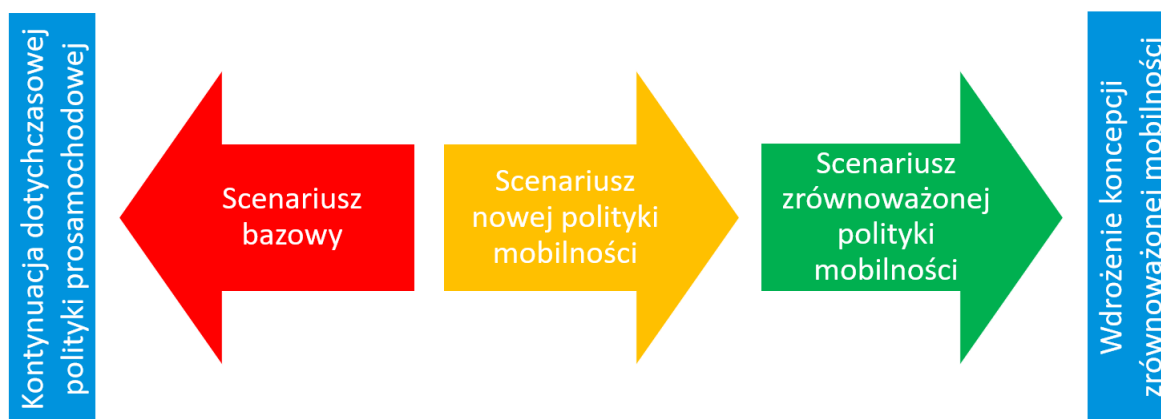 Kontynuacja dotychczasowej
polityki prosamochodowej
Scenariusz
bazowy
Scenariusz
nowej polityki
mobilności
Scenariusz
zrównoważonej
polityki
mobilności
Wdrożenie koncepcji
zrównoważonej mobilności